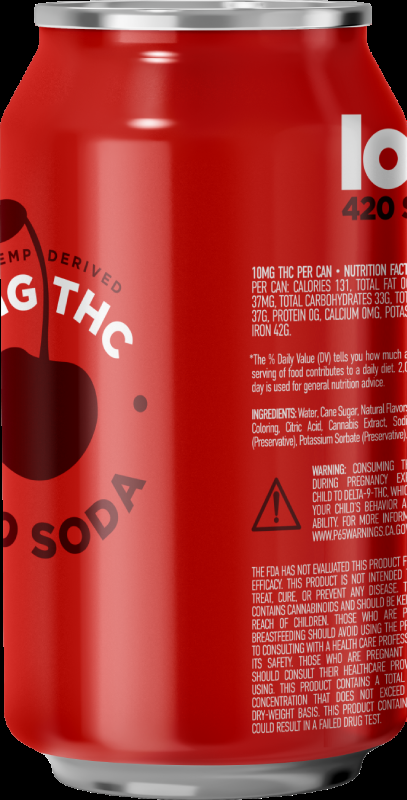 EMP DERIVED
MG THC
O SODA
lo
420 S
10MG THC PER CAN • NUTRITION FACT
PER CAN: CALORIES 131, TOTAL FAT 0G
37MG, TOTAL CARBOHYDRATES 33G, TOT
37G, PROTEIN 0G, CALCIUM 0MG, POTAS
IRON 42G.
*The % Daily Value (DV) tells you how much a
serving of food contributes to a daily diet. 2,0
day is used for general nutrition advice.
INGREDIENTS: Water, Cane Sugar, Natural Flavors
Coloring, Citric Acid, Cannabis Extract, Sodi
(Preservative), Potassium Sorbate (Preservative),
WARNING: CONSUMING TH
DURING PREGNANCY EXP
CHILD TO DELTA-9-THC, WHIC
YOUR CHILD'S BEHAVIOR A
ABILITY. FOR MORE INFORM
WWW.P65WARNINGS.CA.GOV
THE FDA HAS NOT EVALUATED THIS PRODUCT F
EFFICACY. THIS PRODUCT IS NOT INTENDED
TREAT, CURE, OR PREVENT ANY DISEASE. T
CONTAINS CANNABINOIDS AND SHOULD BE KEP
REACH OF CHILDREN. THOSE WHO ARE P
BREASTFEEDING SHOULD AVOID USING THE PR
TO CONSULTING WITH A HEALTH CARE PROFESS
ITS SAFETY. THOSE WHO ARE PREGNANT
SHOULD CONSULT THEIR HEALTHCARE PROV
USING. THIS PRODUCT CONTAINS A TOTAL
CONCENTRATION THAT DOES NOT EXCEED
DRY-WEIGHT BASIS. THIS PRODUCT CONTAIN
COULD RESULT IN A FAILED DRUG TEST.